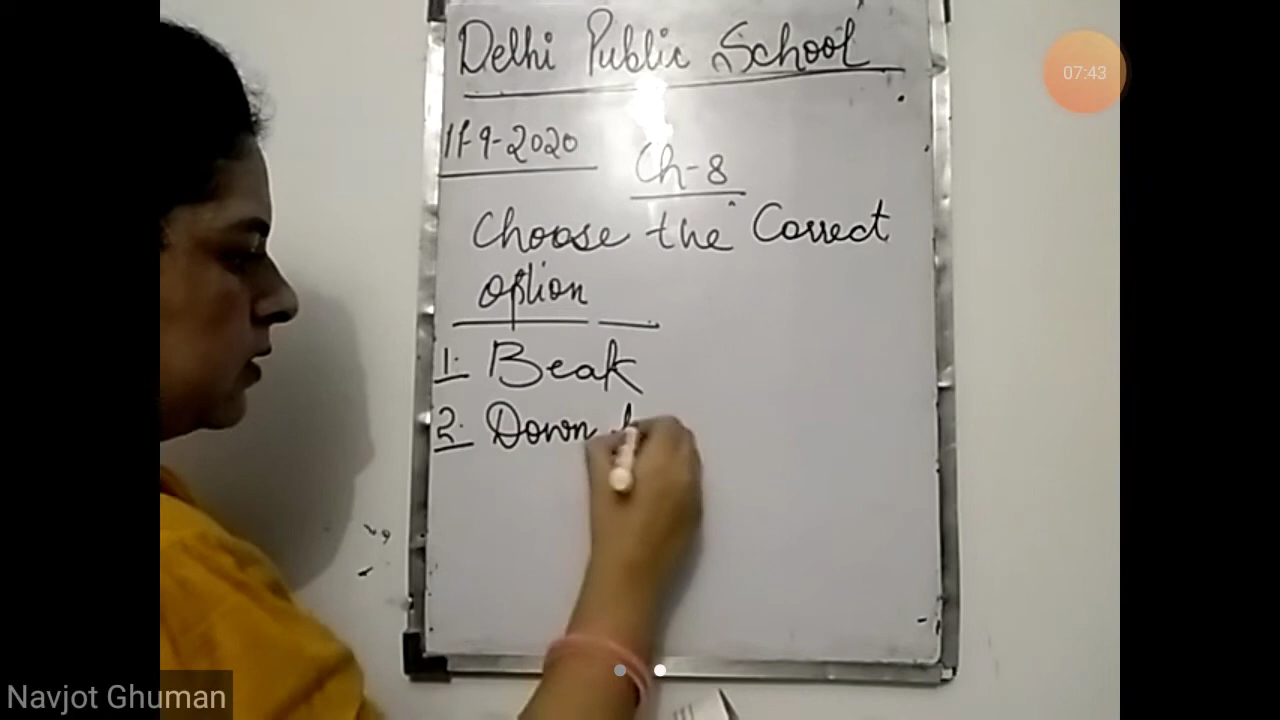 Delhi Public School
07:43
11-9-2020
Ch-8
Choose the Correct
option
1. Beak
2. Down
Navjot Ghuman